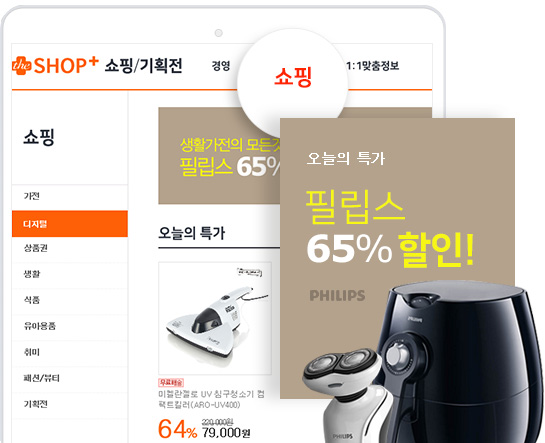 the SHOP+ 쇼핑/기획전
경영
쇼핑
1:1맞춤정보
쇼핑
가전
디지털
상품권
생활
식품
유아용품
취미
패션/뷰티
기획전
생활가전의 모든것
필립스 65%
오늘의 특가
무료배송
미켈란젤로 UV 침구청소기 컴
팩트킬러(ARO-UV400)
64% 220,000원
79,000원
오늘의 특가
필립스
65% 할인!
PHILIPS
PHILIPS